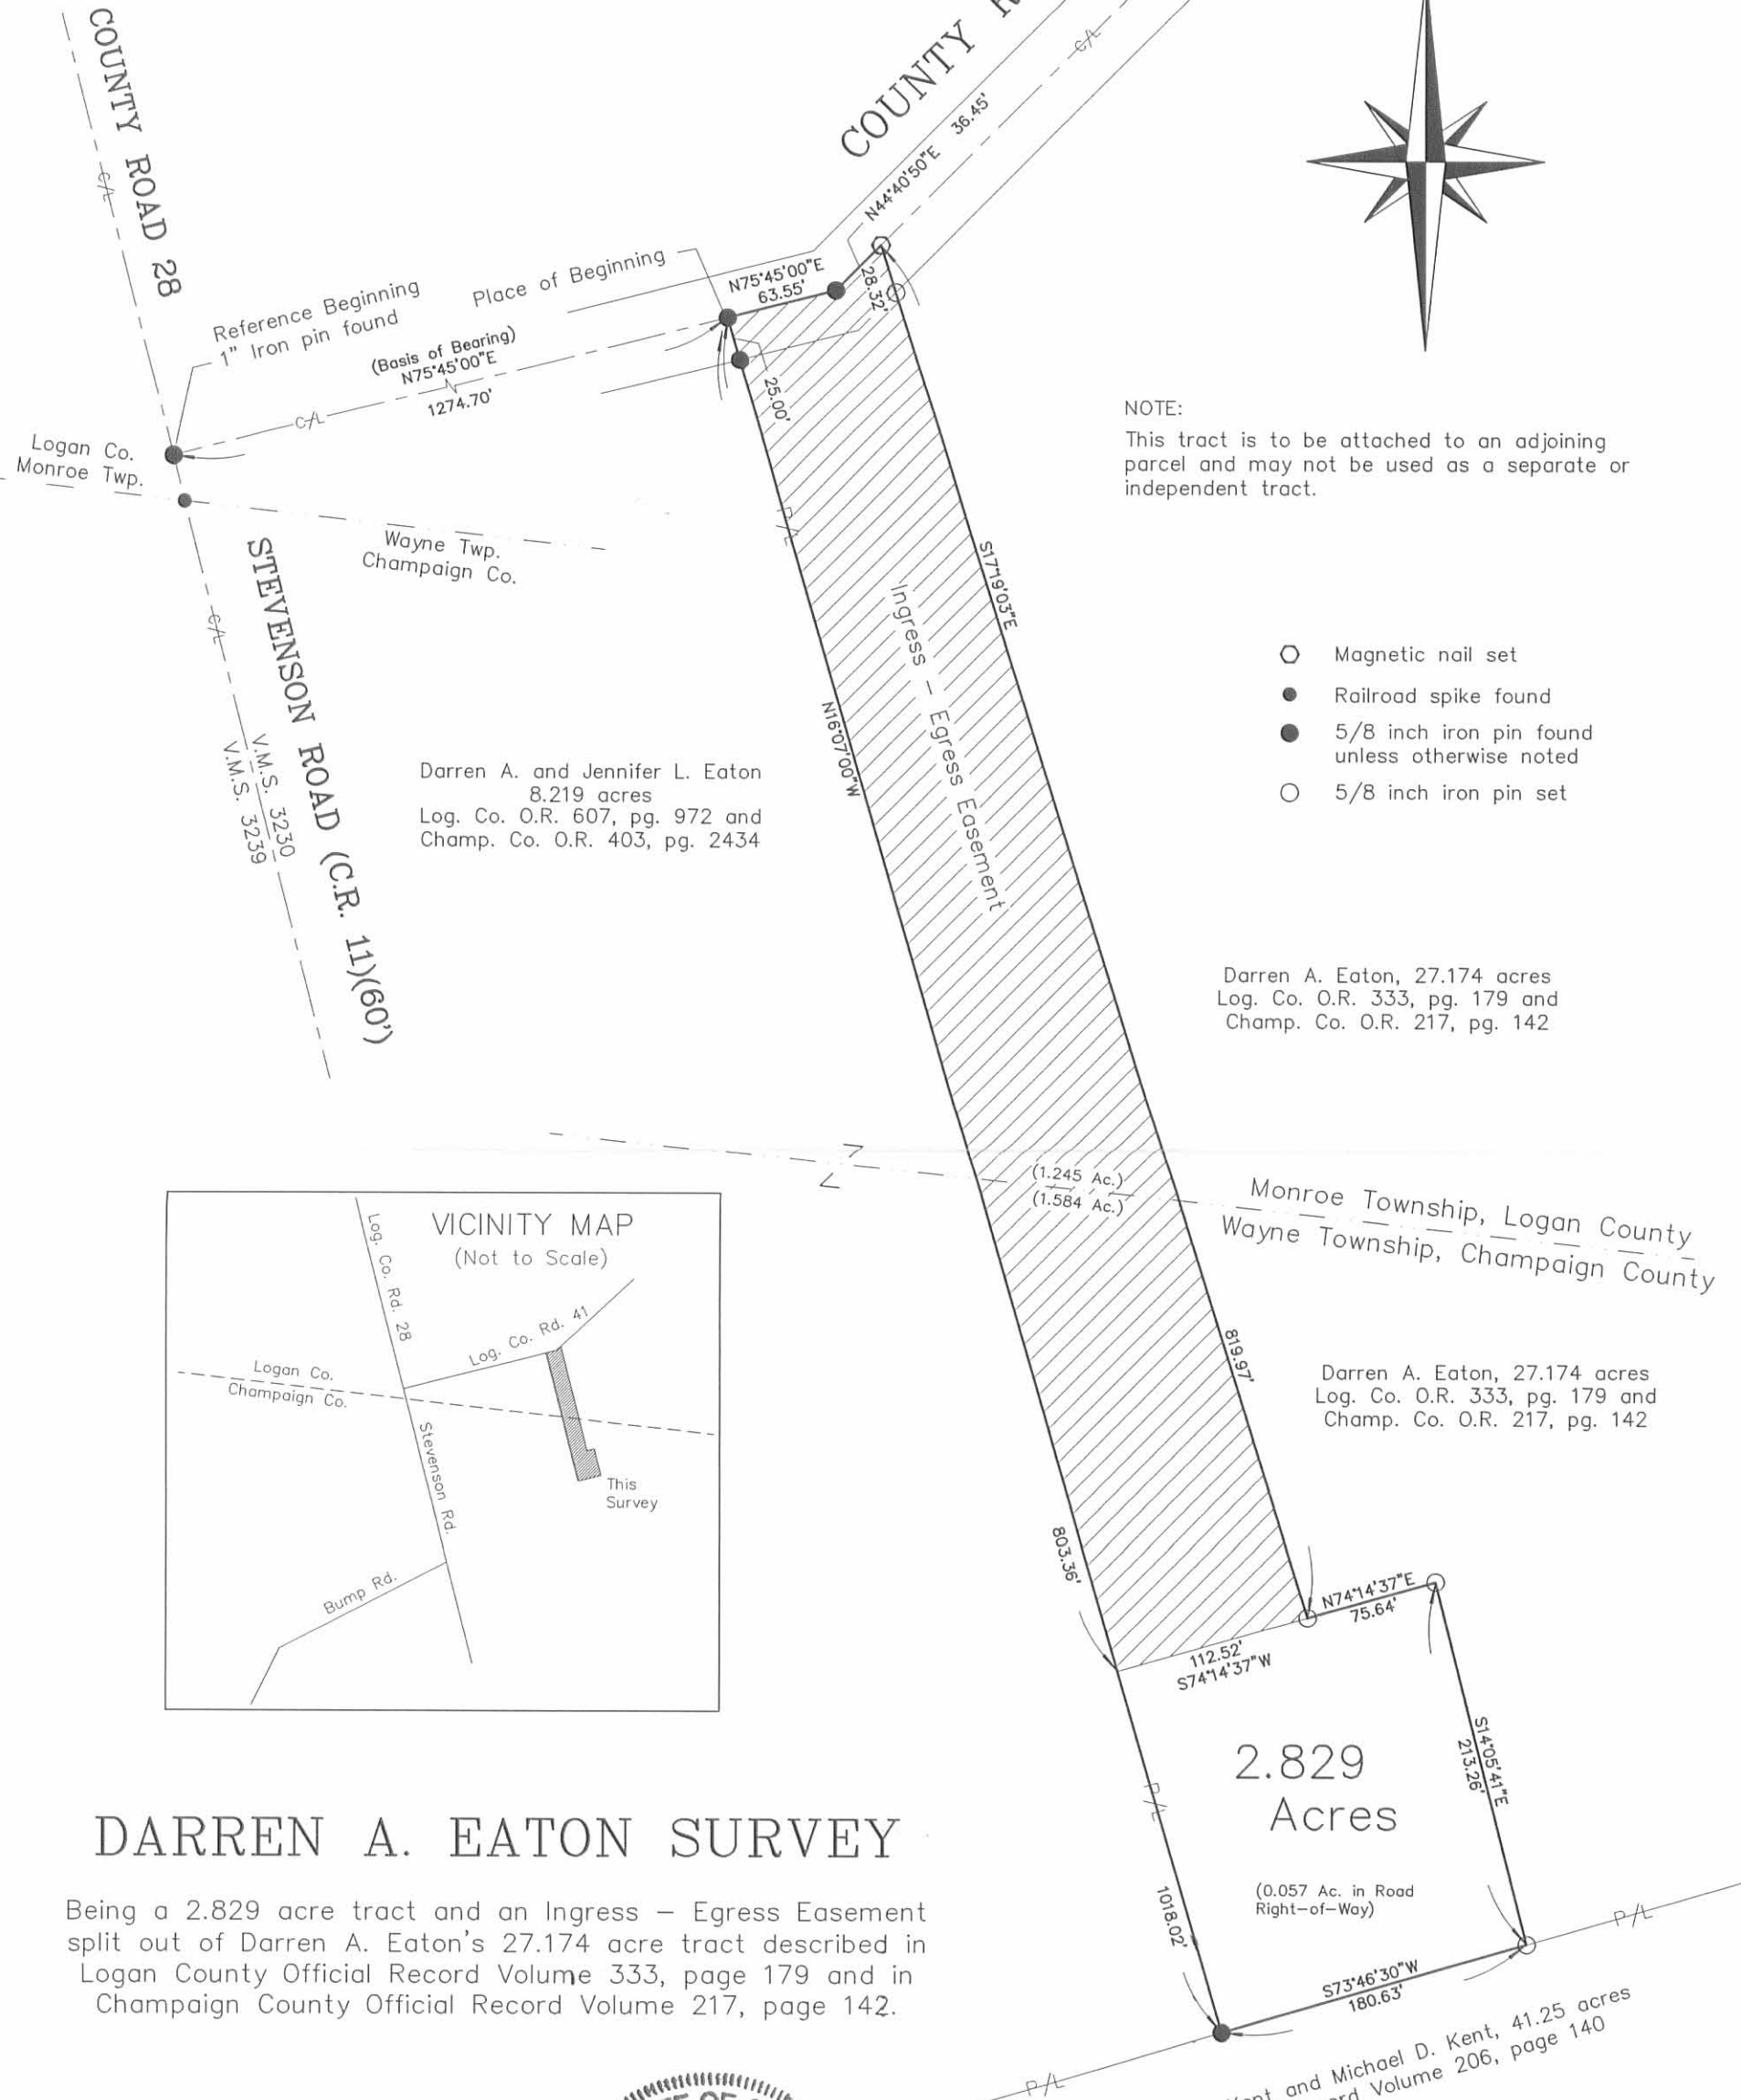 COUNTY ROAD 28
C/L
COUNTY
C/L
N44°40'50"E 36.45'
N75°45'00"E
63.55'
28.32'
Place of Beginning
Reference Beginning
1" Iron pin found
(Basis of Bearing)
N75°45'00"E
1274.70'
C/L
25.00'
Logan Co.
Monroe Twp.
Wayne Twp.
Champaign Co.
NOTE:
This tract is to be attached to an adjoining
parcel and may not be used as a separate or
independent tract.
P/L
S17°19'03"E
Ingress - Egress Easement
Magnetic nail set
Railroad spike found
5/8 inch iron pin found
unless otherwise noted
5/8 inch iron pin set
C/L
STEVENSON ROAD (C.R. 11)(60')
V.M.S. 3230
V.M.S. 3239
N16°07'00"W
Darren A. and Jennifer L. Eaton
8.219 acres
Log. Co. O.R. 607, pg. 972 and
Champ. Co. O.R. 403, pg. 2434
Darren A. Eaton, 27.174 acres
Log. Co. O.R. 333, pg. 179 and
Champ. Co. O.R. 217, pg. 142
(1.245 Ac.)
(1.584 Ac.)
Monroe Township, Logan County
Wayne Township, Champaign County
VICINITY MAP
(Not to Scale)
Log. Co. Rd. 28
Log. Co. Rd. 41
Logan Co.
Champaign Co.
Stevenson Rd.
This
Survey
Bump Rd.
819.97'
Darren A. Eaton, 27.174 acres
Log. Co. O.R. 333, pg. 179 and
Champ. Co. O.R. 217, pg. 142
803.36'
N74°14'37"E
75.64'
112.52'
S74°14'37"W
S14°05'41"E
213.26'
2.829
Acres
P/L
(0.057 Ac. in Road
Right-of-Way)
1018.02'
P/L
S73°46'30"W
180.63'
DARREN A. EATON SURVEY
Being a 2.829 acre tract and an Ingress - Egress Easement
split out of Darren A. Eaton's 27.174 acre tract described in
Logan County Official Record Volume 333, page 179 and in
Champaign County Official Record Volume 217, page 142.
P/L
and Michael D. Kent, 41.25 acres
Volume 206, page 140
OF